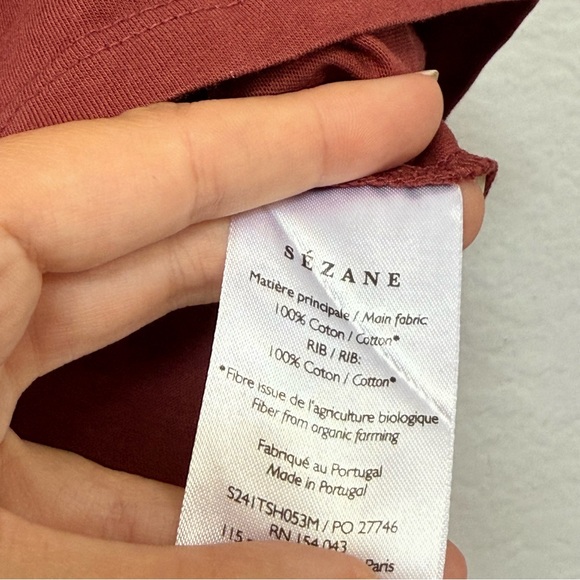 SÉZANE
Matière principale / Main fabric:
100% Coton / Cotton*
RIB / RIB:
100% Coton / Cotton*
*Fibre issue de l'agriculture biologique
Fiber from organic farming
Fabriqué au Portugal
Made in Portugal
S241TSH053M / PO 27746
RN 154 043
115
Paris